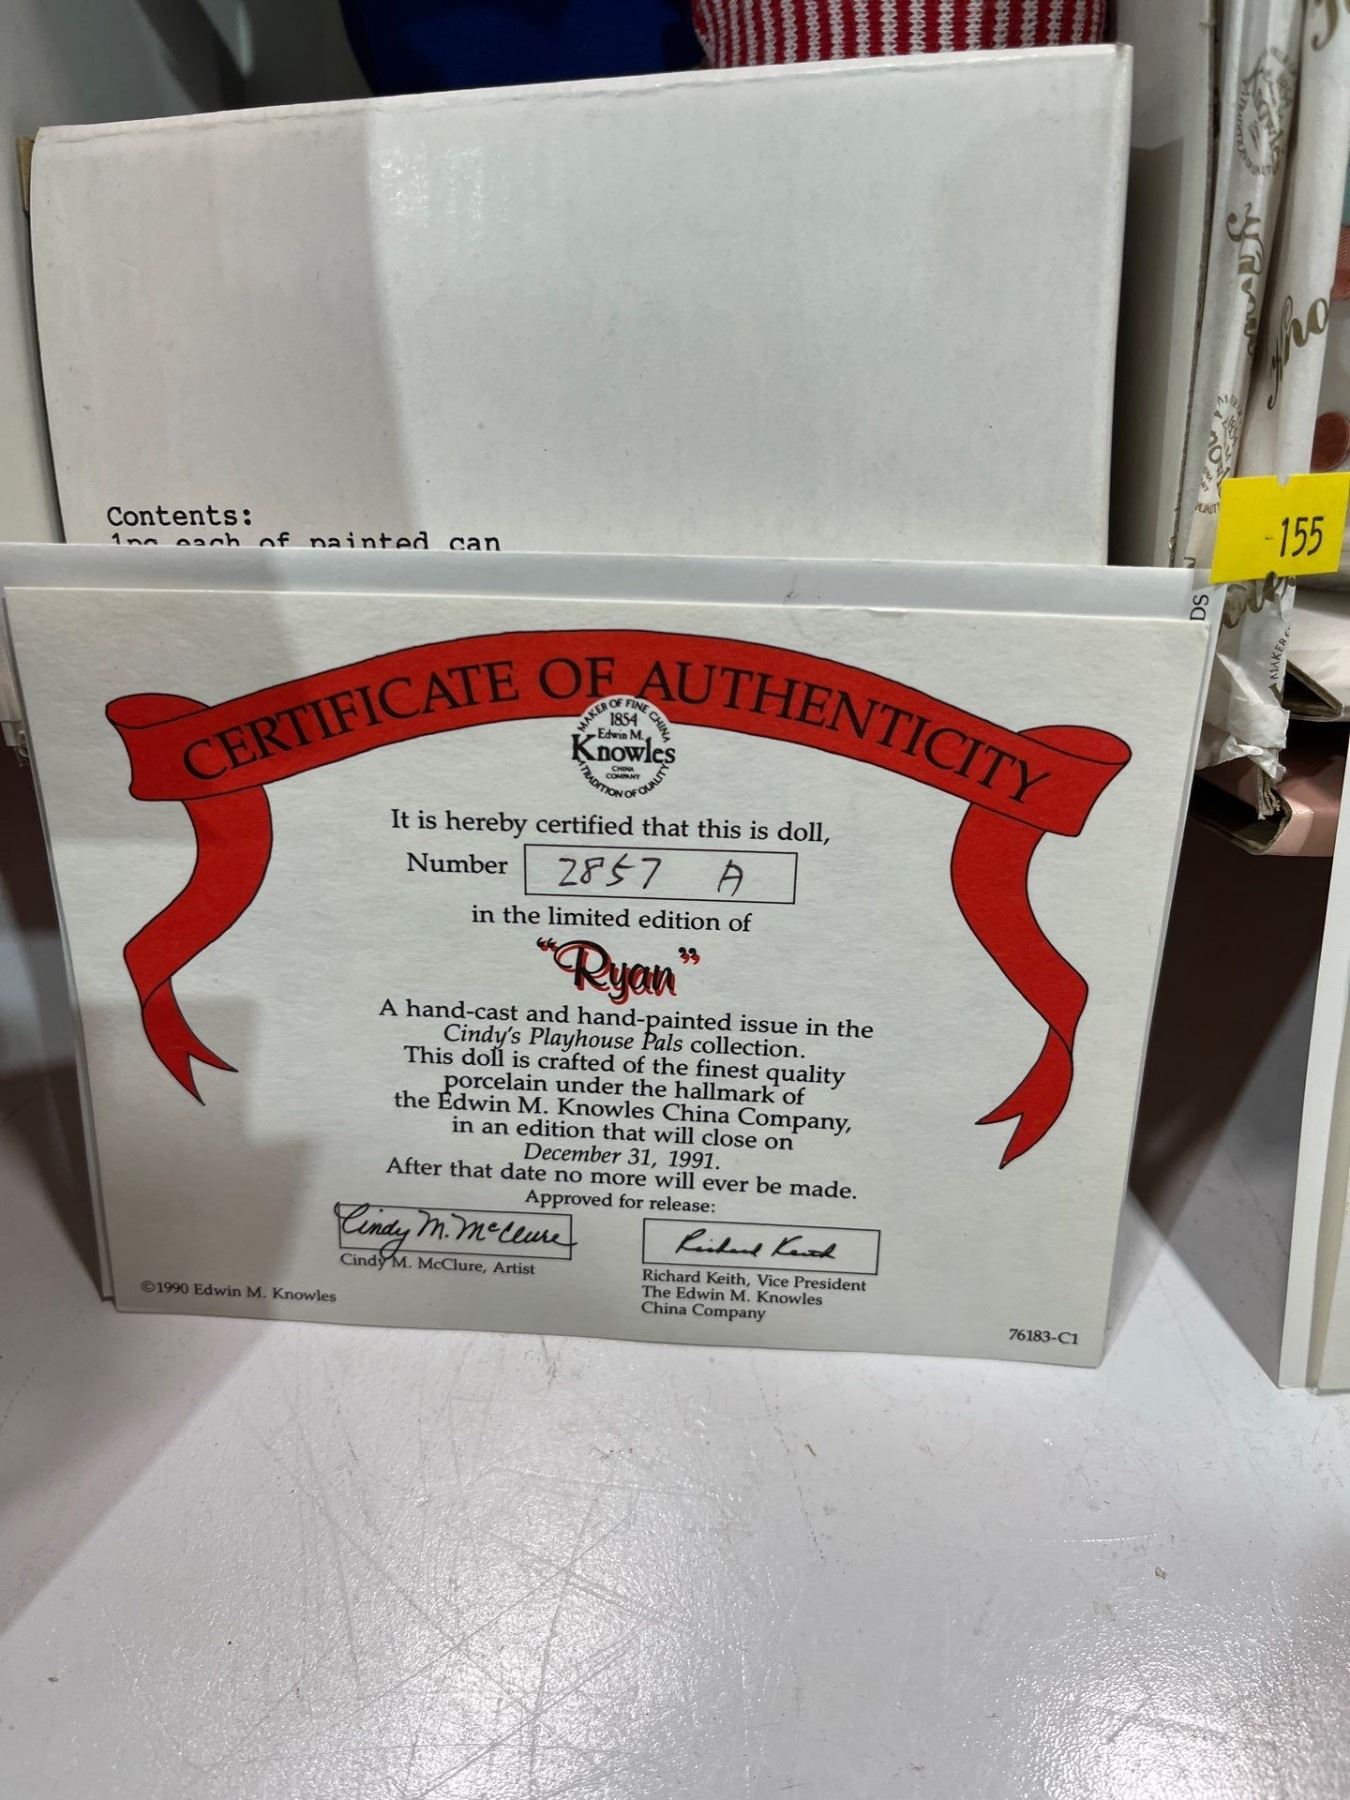 Contents:
1pc each of painted can
155
DS
CERTIFICATE OF AUTHENTICITY
MAKER OF FINE CHINA
1854
Edwin M.
Knowles
CHINA
COMPANY
A TRADITION OF QUALITY
It is hereby certified that this is doll,
Number 2857 A
in the limited edition of
“Ryan”
A hand-cast and hand-painted issue in the
Cindy's Playhouse Pals collection.
This doll is crafted of the finest quality
porcelain under the hallmark of
the Edwin M. Knowles China Company,
in an edition that will close on
December 31, 1991.
After that date no more will ever be made.
Approved for release:
Cindy M. McClure
Richard Keith
Cindy M. McClure, Artist
Richard Keith, Vice President
The Edwin M. Knowles
China Company
©1990 Edwin M. Knowles
76183-C1